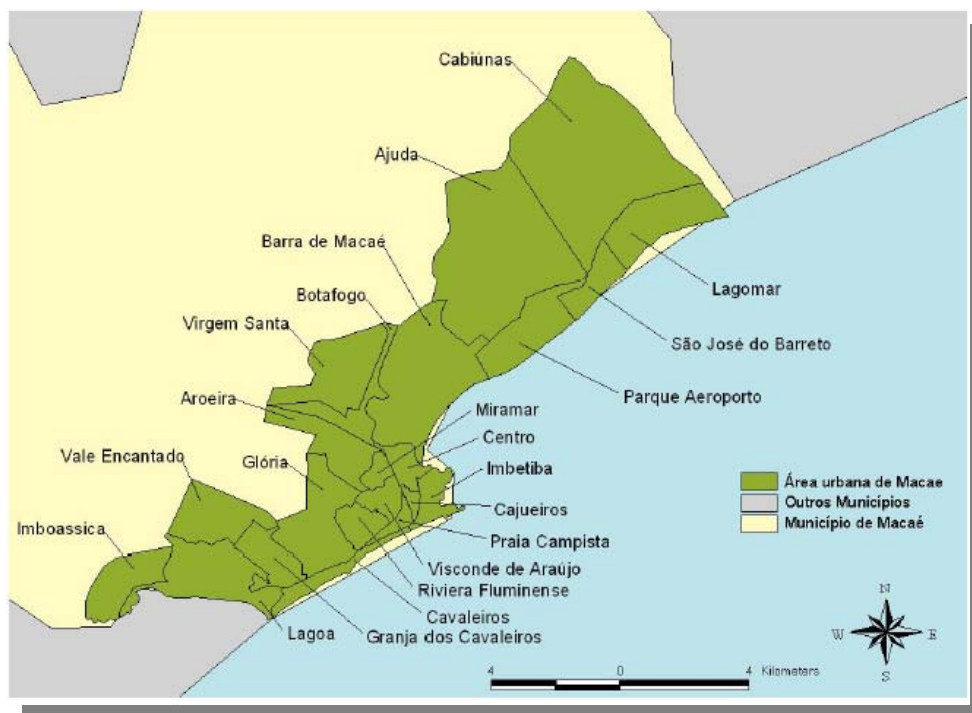 Cabiúnas
Ajuda
Barra de Macaé
Botafogo
Virgem Santa
Lagomar
São José do Barreto
Aroeira
Parque Aeroporto
Miramar
Centro
Vale Encantado
Glória
Imbetiba
Cajueiros
Imboassica
Praia Campista
Visconde de Araújo
Riviera Fluminense
Cavaleiros
Lagoa
Granja dos Cavaleiros
Área urbana de Macae
Outros Municípios
Município de Macaé
N
W E
S
4 0 4 Kilometers